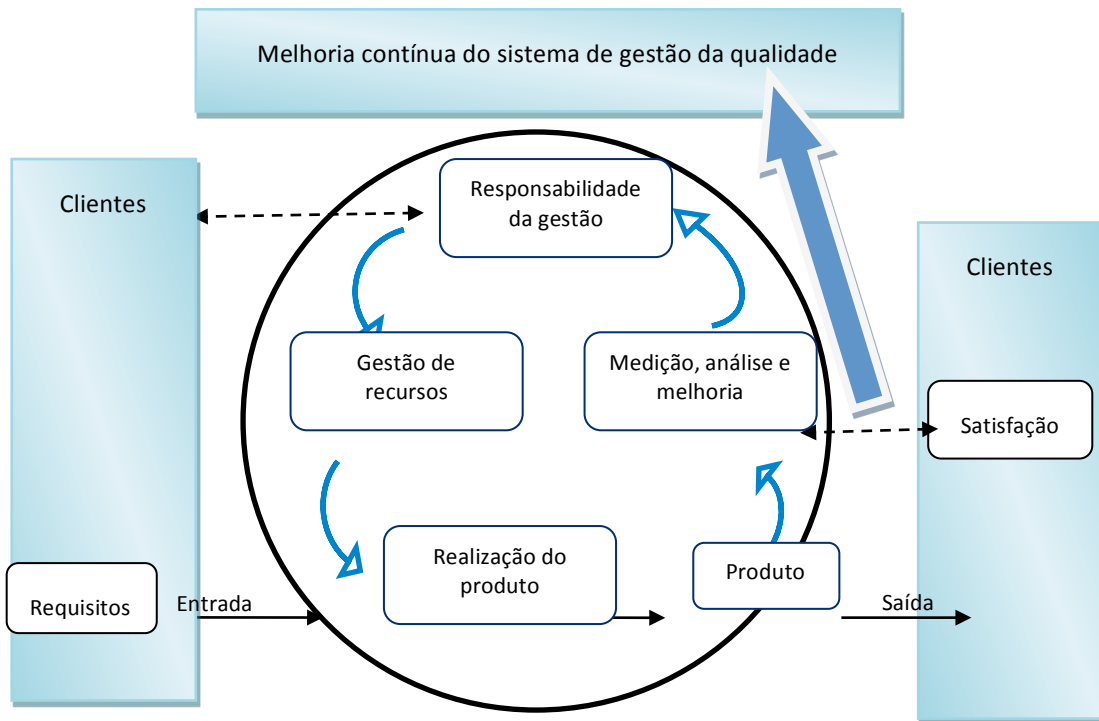 Melhoria contínua do sistema de gestão da qualidade
Clientes
Responsabilidade
da gestão
Clientes
Gestão de
recursos
Medição, análise e
melhoria
Satisfação
Realização do
produto
Produto
Requisitos
Entrada
Saída